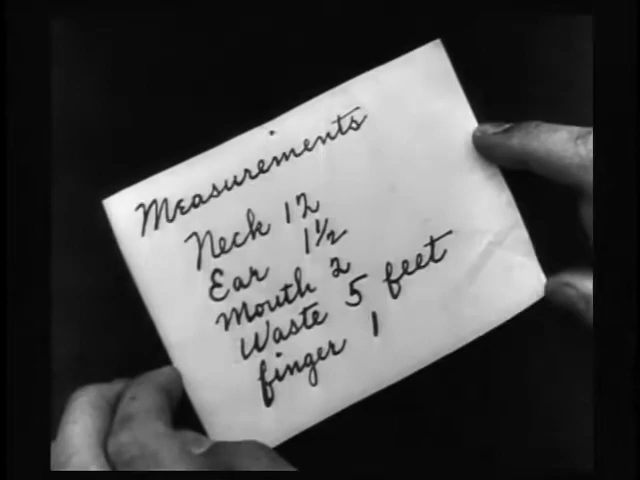 Measurements
Neck 12
Ear 1½
Mouth 2
Waste 5 feet
finger 1